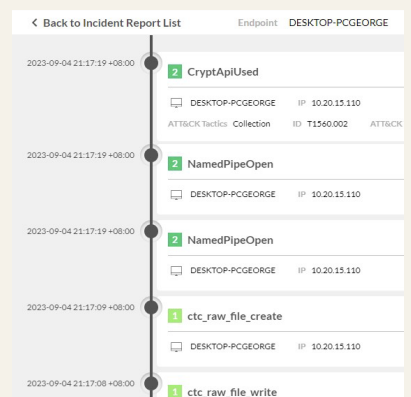 Back to Incident Report List Endpoint DESKTOP-PCGEORGE
2023-09-04 21:17:19 +08:00
2 CryptApiUsed
DESKTOP-PCGEORGE IP 10.20.15.110
ATT&CK Tactics Collection ID T1560.002 ATT&CK
2023-09-04 21:17:19 +08:00
2 NamedPipeOpen
DESKTOP-PCGEORGE IP 10.20.15.110
2023-09-04 21:17:19 +08:00
2 NamedPipeOpen
DESKTOP-PCGEORGE IP 10.20.15.110
2023-09-04 21:17:09 +08:00
1 ctc_raw_file_create
DESKTOP-PCGEORGE IP 10.20.15.110
2023-09-04 21:17:08 +08:00
1 ctc_raw_file_write